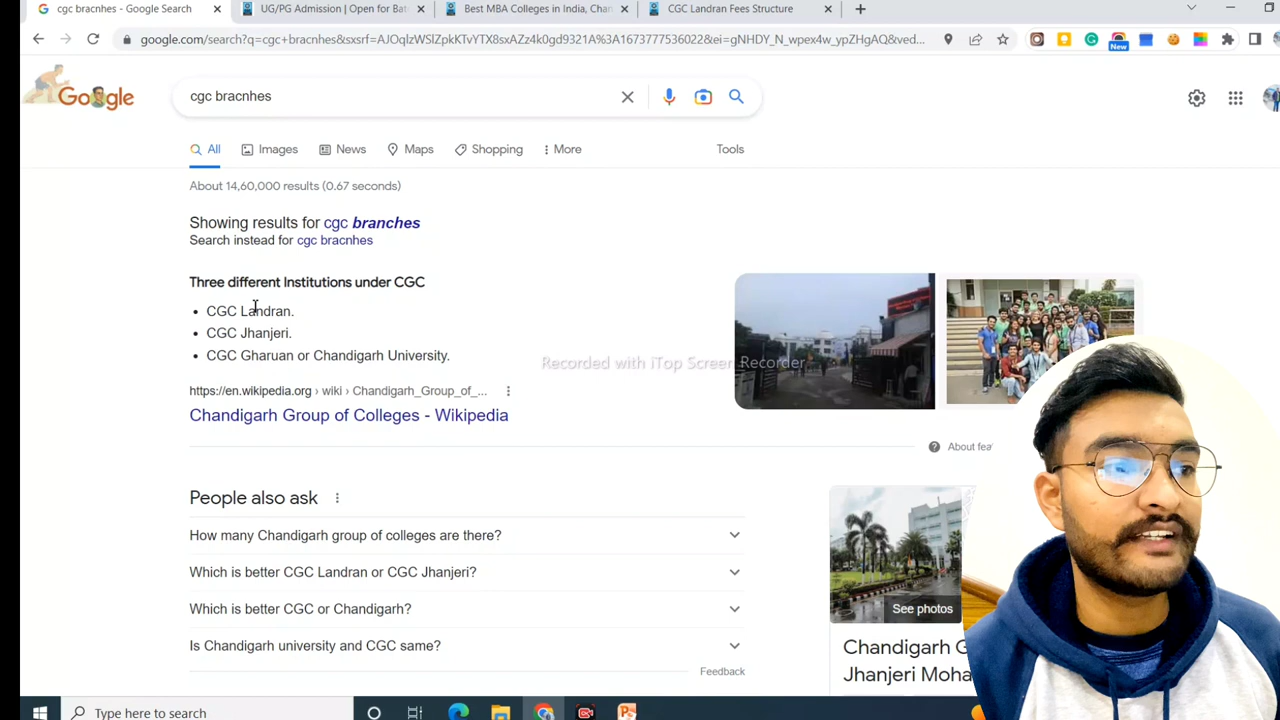 cgc bracnhes - Google Search
UG/PG Admission | Open for Bat
Best MBA Colleges in India, Chan
CGC Landran Fees Structure
google.com/search?q=cgc+bracnhes&sxsrf=AJOqlzWSlZpkKTvYTX8sxAZz4k0gd9321A%3A1673777536022&ei=gNHDY_N_wpex4w_ypZHgAQ&ved...
New
Google
cgc bracnhes
All
Images
News
Maps
Shopping
More
Tools
About 14,60,000 results (0.67 seconds)
Showing results for cgc branches
Search instead for cgc bracnhes
Three different Institutions under CGC
• CGC Landran.
• CGC Jhanjeri.
• CGC Gharuan or Chandigarh University.
Recorded with iTop Screen Recorder
https://en.wikipedia.org › wiki › Chandigarh_Group_of_...
Chandigarh Group of Colleges - Wikipedia
About fea
People also ask
How many Chandigarh group of colleges are there?
Which is better CGC Landran or CGC Jhanjeri?
Which is better CGC or Chandigarh?
Is Chandigarh university and CGC same?
Feedback
See photos
Chandigarh G
Jhanjeri Moha
Type here to search